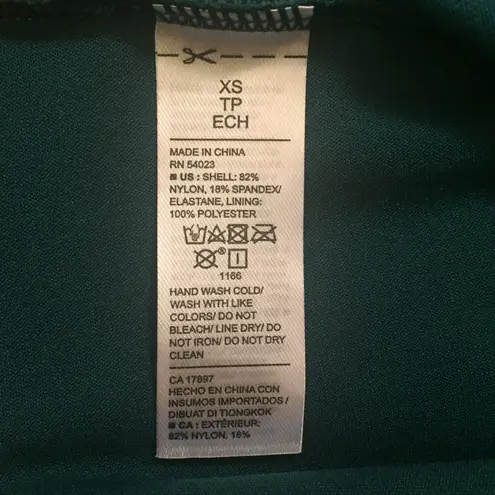 XS
TP
ECH
MADE IN CHINA
RN 54023
■ US : SHELL: 82%
NYLON, 18% SPANDEX/
ELASTANE, LINING:
100% POLYESTER
1166
HAND WASH COLD/
WASH WITH LIKE
COLORS/ DO NOT
BLEACH/ LINE DRY/ DO
NOT IRON/ DO NOT DRY
CLEAN
CA 17897
HECHO EN CHINA CON
INSUMOS IMPORTADOS /
DIBUAT DI TIONGKOK
■ CA : EXTÉRIEUR:
82% NYLON, 18%